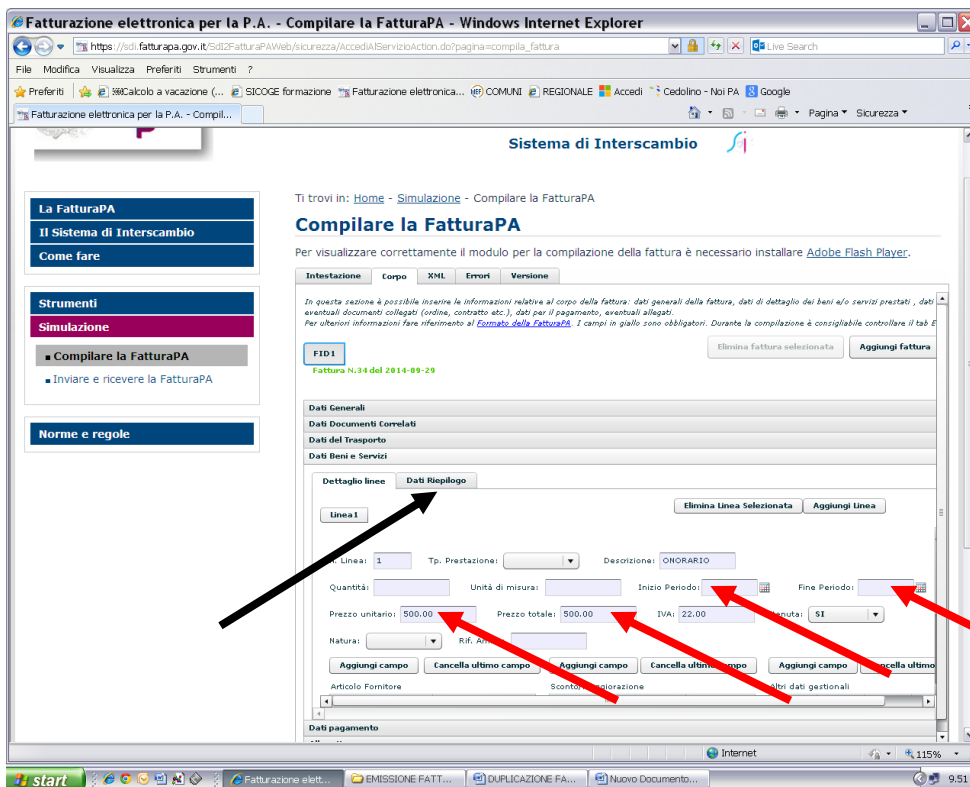 Fatturazione elettronica per la P.A. - Compilare la FatturaPA - Windows Internet Explorer
https://sdi.fatturapa.gov.it/SdI2FatturaPAWeb/sicurezza/AccediAlServizioAction.do?pagina=compila_fattura
Live Search
File Modifica Visualizza Preferiti Strumenti ?
Preferiti Calcolo a vacazione (... SICOGE formazione Fatturazione elettronica... COMUNI REGIONALE Accedi Cedolino - Noi PA Google
Fatturazione elettronica per la P.A. - Compil... Pagina Sicurezza
Sistema di Interscambio
La FatturaPA
Il Sistema di Interscambio
Come fare
Strumenti
Simulazione
Compilare la FatturaPA
Inviare e ricevere la FatturaPA
Norme e regole
Ti trovi in: Home - Simulazione - Compilare la FatturaPA
Compilare la FatturaPA
Per visualizzare correttamente il modulo per la compilazione della fattura è necessario installare Adobe Flash Player.
Intestazione Corpo XML Errori Versione
In questa sezione è possibile inserire le informazioni relative al corpo della fattura: dati generali della fattura, dati di dettaglio dei beni e/o servizi prestati , dati
eventuali documenti collegati (ordine, contratto etc.), dati per il pagamento, eventuali allegati.
Per ulteriori informazioni fare riferimento al Formato della FatturaPA. I campi in giallo sono obbligatori. Durante la compilazione è consigliabile controllare il tab E
FID1 Elimina fattura selezionata Aggiungi fattura
Fattura N.34 del 2014-09-29
Dati Generali
Dati Documenti Correlati
Dati del Trasporto
Dati Beni e Servizi
Dettaglio linee Dati Riepilogo
Linea 1 Elimina Linea Selezionata Aggiungi Linea
Linea: 1 Tp. Prestazione: Descrizione: ONORARIO
Quantità: Unità di misura: Inizio Periodo: Fine Periodo:
Prezzo unitario: 500.00 Prezzo totale: 500.00 IVA: 22.00 SI
Natura: Rif.
Aggiungi campo Cancella ultimo campo Aggiungi campo Cancella Aggiungi campo ultimo
Articolo Fornitore Altri dati gestionali
Dati pagamento
Internet 115%
start Fatturazione elett... EMISSIONE FATT... DUPLICAZIONE FA... Nuovo Documento... 9.51